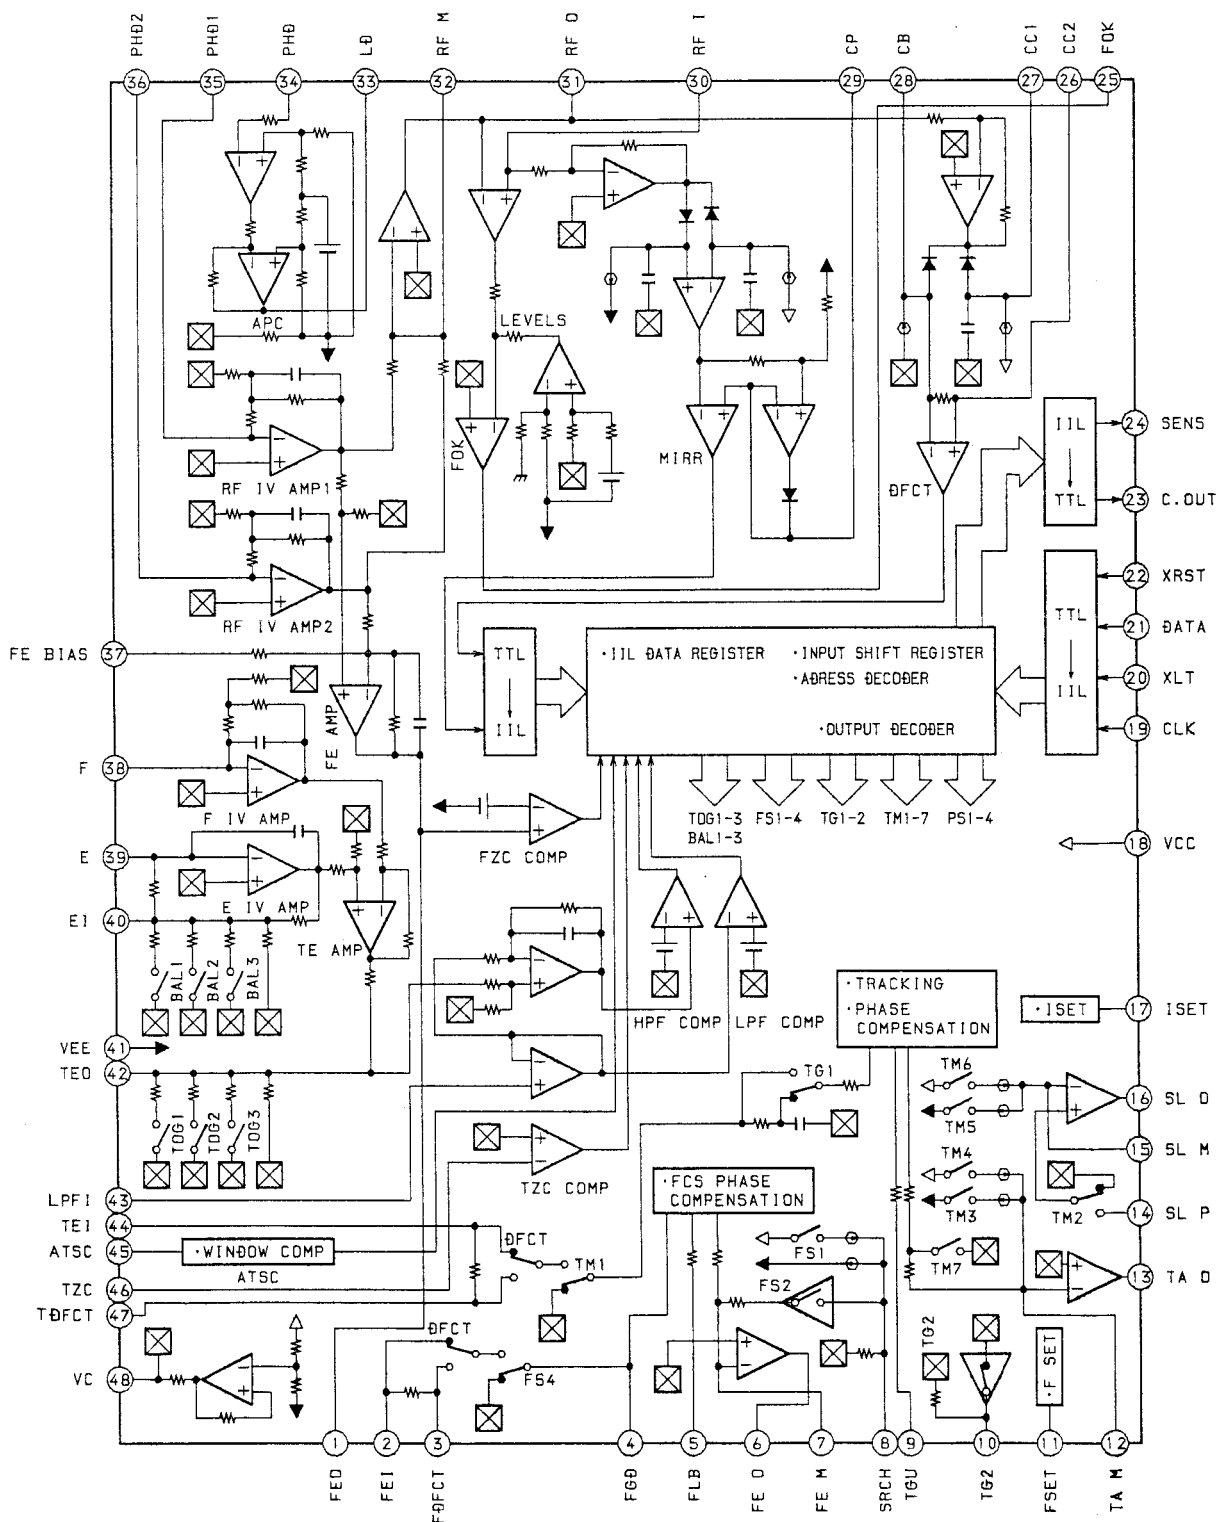 PHD2
PHD1
PHD
LD
RF M
RF O
RF I
CP
CB
CC1
CC2
FOK
36
35
34
33
32
31
30
29
28
27
26
25
APC
LEVELS
FOK
MIRR
DFCT
IIL
TTL
24 SENS
23 C.OUT
RF IV AMP1
RF IV AMP2
22 XRST
21 DATA
20 XLT
19 CLK
TTL
IIL
TTL
IIL
·IIL DATA REGISTER
·INPUT SHIFT REGISTER
·ADRESS DECODER
·OUTPUT DECODER
FE BIAS 37
FE AMP
F 38
F IV AMP
E 39
E IV AMP
EI 40
TE AMP
BAL1
BAL2
BAL3
FZC COMP
TOG1-3
BAL1-3
FS1-4
TG1-2
TM1-7
PS1-4
18 VCC
HPF COMP
LPF COMP
·TRACKING
·PHASE
COMPENSATION
·ISET
17 ISET
VEE 41
TEO 42
TOG1
TOG2
TOG3
TG1
TM6
TM5
16 SL O
15 SL M
TM4
TM3
TM2
14 SL P
TZC COMP
·FCS PHASE
COMPENSATION
LPFI 43
TEI 44
ATSC 45
·WINDOW COMP
ATSC
TZC 46
TDFCT 47
VC 48
DFCT
TM1
DFCT
FS4
FS1
FS2
TM7
13 TA O
TG2
·F SET
1
2
3
4
5
6
7
8
9
10
11
12
FEO
FEI
FDFCT
FGD
FLB
FE O
FE M
SRCH
TGU
TG2
FSET
TA M